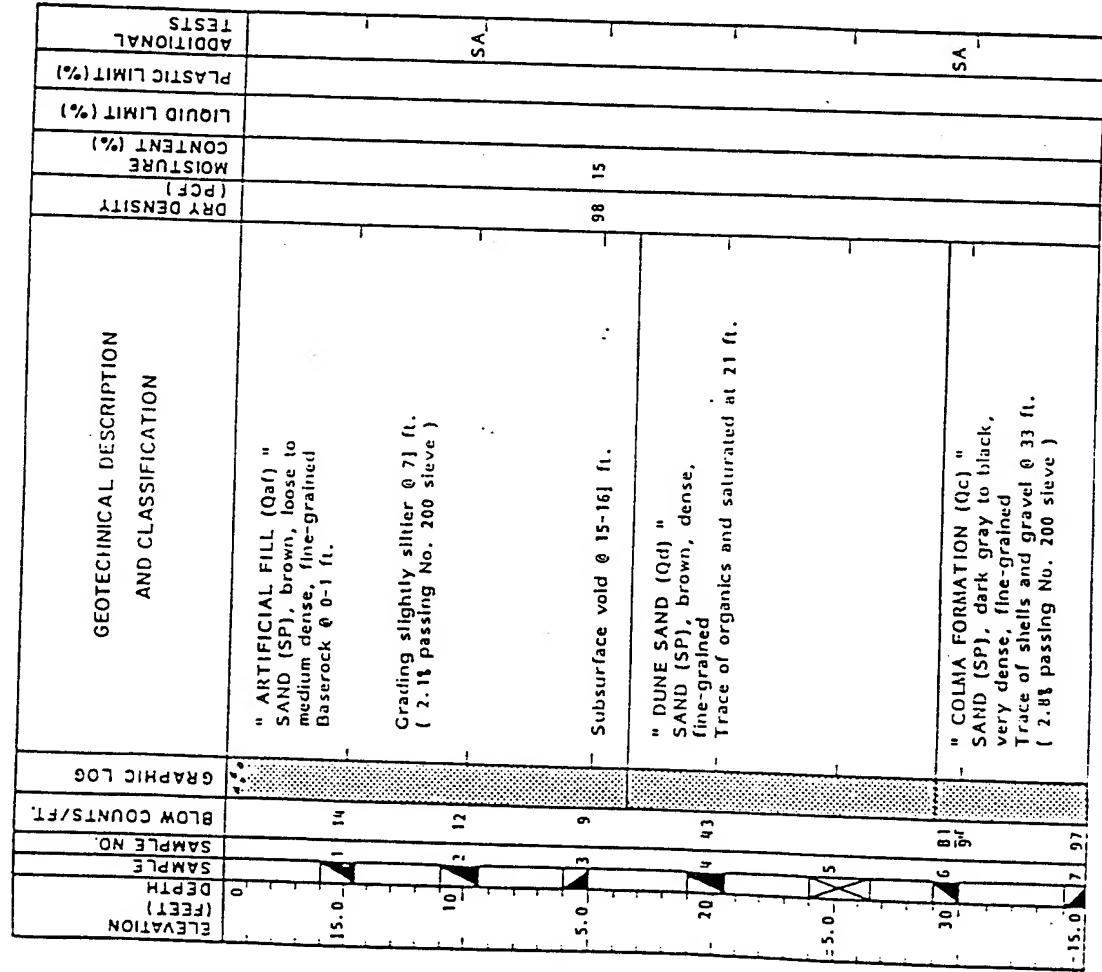 ELEVATION
(FEET)
DEPTH
SAMPLE
SAMPLE NO.
BLOW COUNTS/FT.
GRAPHIC LOG
GEOTECHNICAL DESCRIPTION
AND CLASSIFICATION
DRY DENSITY
(PCF)
MOISTURE
CONTENT (%)
LIQUID LIMIT (%)
PLASTIC LIMIT (%)
ADDITIONAL
TESTS
0
" ARTIFICIAL FILL (Qaf) "
SAND (SP), brown, loose to
medium dense, fine-grained
Baserock @ 0-1 ft.
15.0 1 14
Grading slightly siltier @ 7] ft.
( 2.1% passing No. 200 sieve )
10 2 12 SA
5.0 3 9 Subsurface void @ 15-16] ft. 98 15
" DUNE SAND (Qd) "
SAND (SP), brown, dense,
fine-grained
20 4 43 Trace of organics and saturated at 21 ft.
-5.0 5
30 6 81
9"
" COLMA FORMATION (Qc) "
SAND (SP), dark gray to black,
very dense, fine-grained
Trace of shells and gravel @ 33 ft.
( 2.8% passing No. 200 sieve )
SA
-15.0 7 97